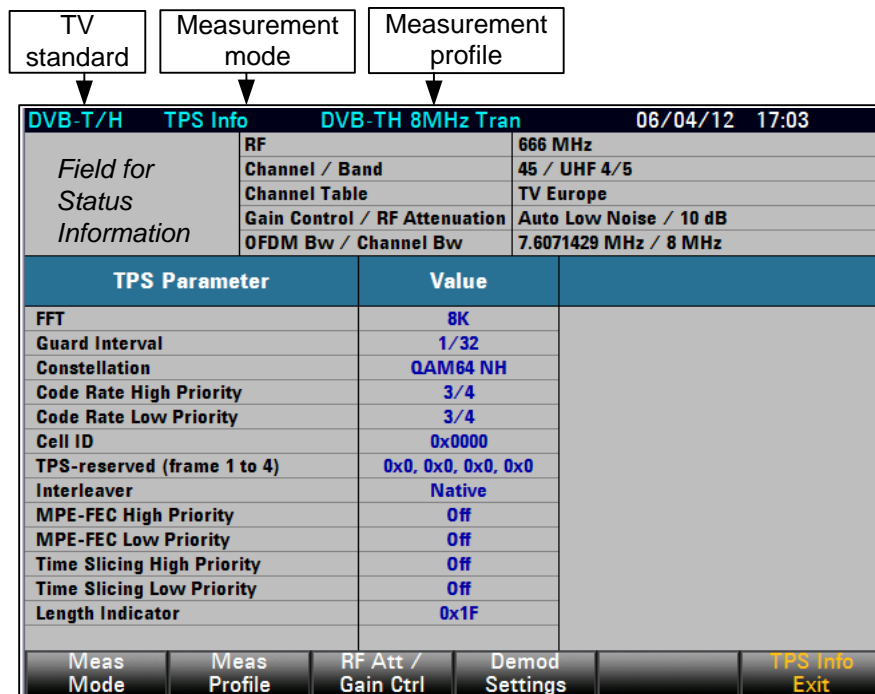 TV standard
Measurement mode
Measurement profile
DVB-T/H TPS Info DVB-TH 8MHz Tran 06/04/12 17:03
Field for Status Information
RF 666 MHz
Channel / Band 45 / UHF 4/5
Channel Table TV Europe
Gain Control / RF Attenuation Auto Low Noise / 10 dB
OFDM Bw / Channel Bw 7.6071429 MHz / 8 MHz
TPS Parameter Value
FFT 8K
Guard Interval 1/32
Constellation QAM64 NH
Code Rate High Priority 3/4
Code Rate Low Priority 3/4
Cell ID 0x0000
TPS-reserved (frame 1 to 4) 0x0, 0x0, 0x0, 0x0
Interleaver Native
MPE-FEC High Priority Off
MPE-FEC Low Priority Off
Time Slicing High Priority Off
Time Slicing Low Priority Off
Length Indicator 0x1F
Meas Mode
Meas Profile
RF Att / Gain Ctrl
Demod Settings
TPS Info Exit